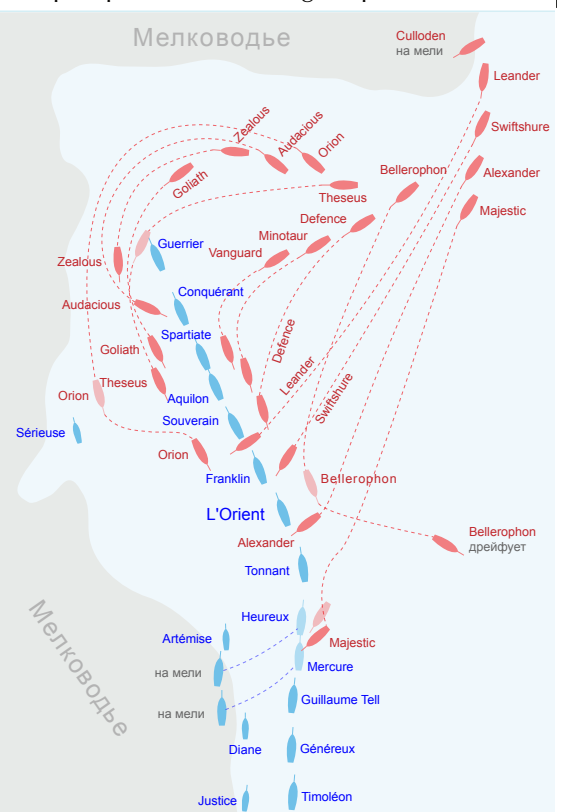 Мелководье
Culloden
на мели
Leander
Zealous
Audacious
Orion
Swiftshure
Goliath
Bellerophon
Alexander
Theseus
Majestic
Defence
Minotaur
Guerrier
Vanguard
Zealous
Conquérant
Audacious
Spartiate
Defence
Goliath
Leander
Theseus
Swiftshure
Orion
Aquilon
Souverain
Sérieuse
Orion
Franklin
Bellerophon
L'Orient
Bellerophon
дрейфует
Alexander
Tonnant
Мелководье
Heureux
Artémise
Majestic
на мели
Mercure
Guillaume Tell
на мели
Diane
Généreux
Justice
Timoléon